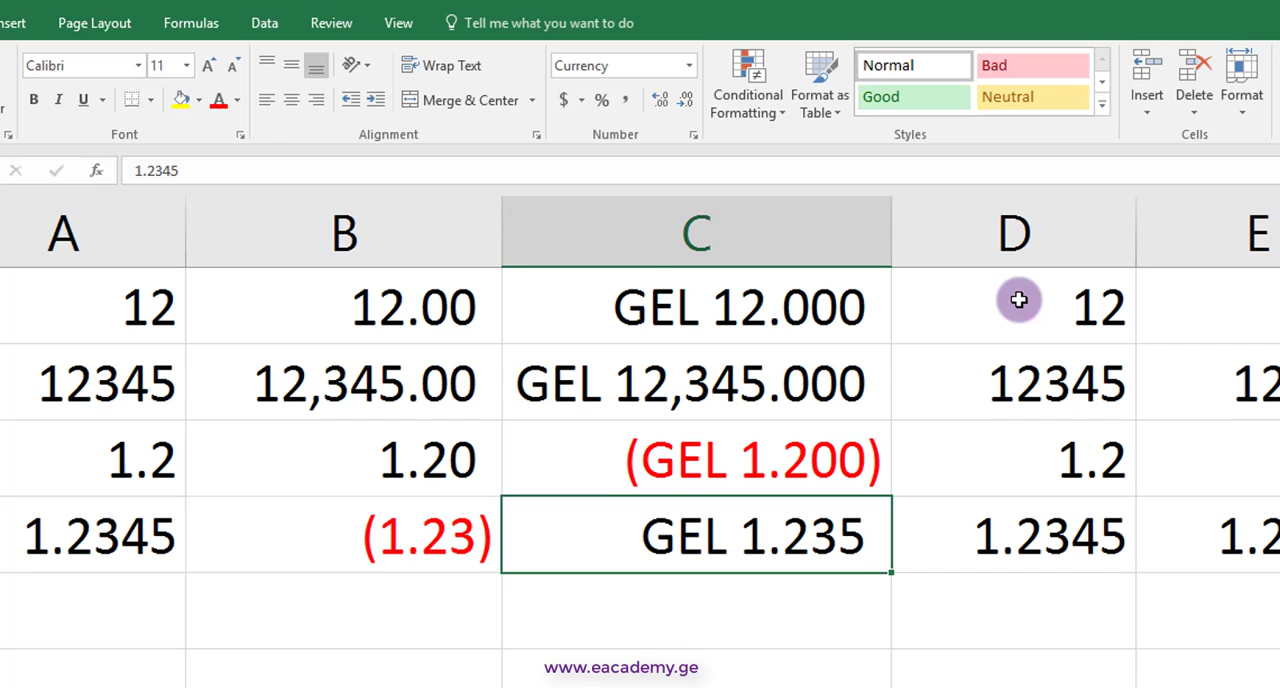 nsert Page Layout Formulas Data Review View Tell me what you want to do
Calibri 11 A A Wrap Text Currency Normal Bad
B I U A Merge & Center $ % , Conditional Formatting Format as Table Good Neutral Insert Delete Format
Font Alignment Number Styles Cells
fx 1.2345
A B C D E
12 12.00 GEL 12.000 12
12345 12,345.00 GEL 12,345.000 12345 12
1.2 1.20 (GEL 1.200) 1.2
1.2345 (1.23) GEL 1.235 1.2345 1.2
www.eacademy.ge